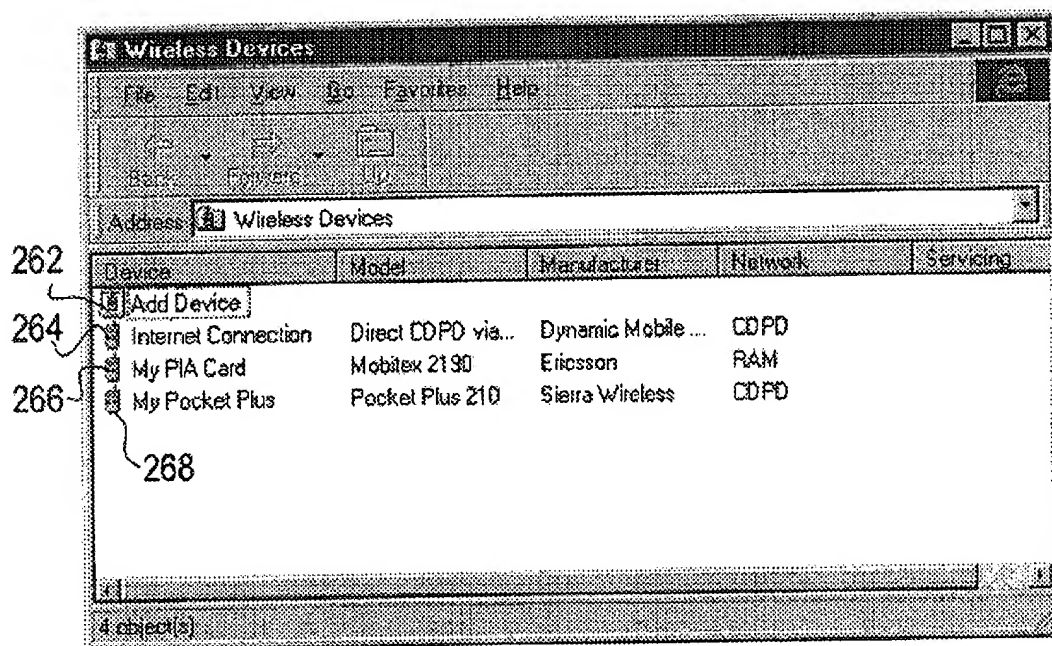 Wireless Devices
File Edit View Go Favorites Help
Back Forward Up
Address Wireless Devices
Device Model Manufacturer Network Servicing
262 Add Device
264 Internet Connection Direct CDPD via... Dynamic Mobile ... CDPD
266 My PIA Card Mobitex 2190 Ericsson RAM
My Pocket Plus Pocket Plus 210 Sierra Wireless CDPD
268
4 object(s)